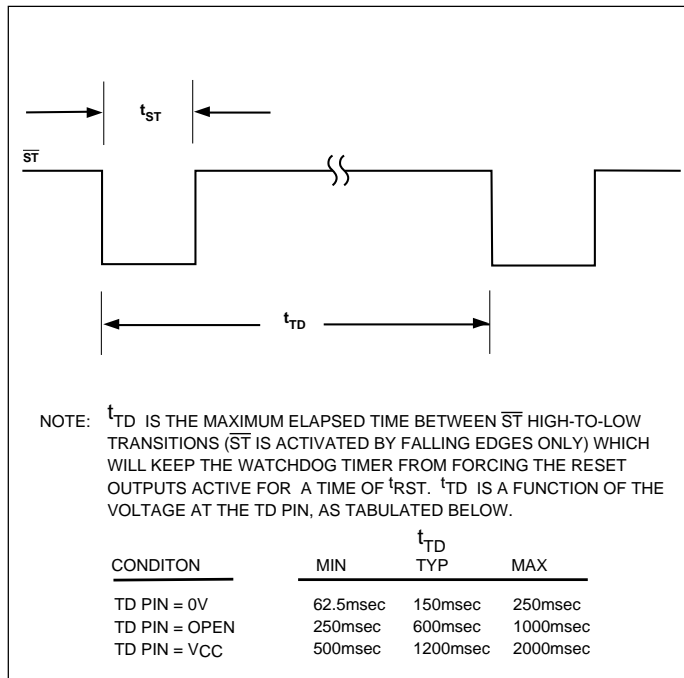 tST
ST
tTD
NOTE: tTD IS THE MAXIMUM ELAPSED TIME BETWEEN ST HIGH-TO-LOW
TRANSITIONS (ST IS ACTIVATED BY FALLING EDGES ONLY) WHICH
WILL KEEP THE WATCHDOG TIMER FROM FORCING THE RESET
OUTPUTS ACTIVE FOR A TIME OF tRST. tTD IS A FUNCTION OF THE
VOLTAGE AT THE TD PIN, AS TABULATED BELOW.
tTD
CONDITON MIN TYP MAX
TD PIN = 0V 62.5msec 150msec 250msec
TD PIN = OPEN 250msec 600msec 1000msec
TD PIN = VCC 500msec 1200msec 2000msec